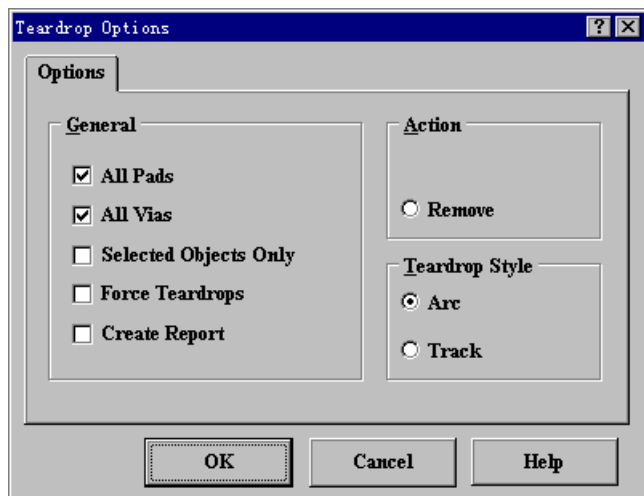 Teardrop Options
Options
General
All Pads
All Vias
Selected Objects Only
Force Teardrops
Create Report
Action
Remove
Teardrop Style
Arc
Track
OK
Cancel
Help